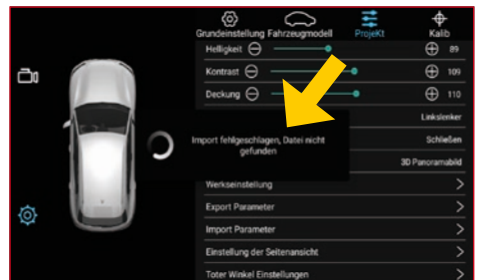 Grundeinstellung Fahrzeugmodell ProjeKt Kalib
Helligkeit 89
Kontrast 109
Deckung 110
Linkslenker
Import fehlgeschlagen, Datei nicht
gefunden
Schließen
3D Panoramabild
Werkseinstellung
Export Parameter
Import Parameter
Einstellung der Seitenansicht
Toter Winkel Einstellungen